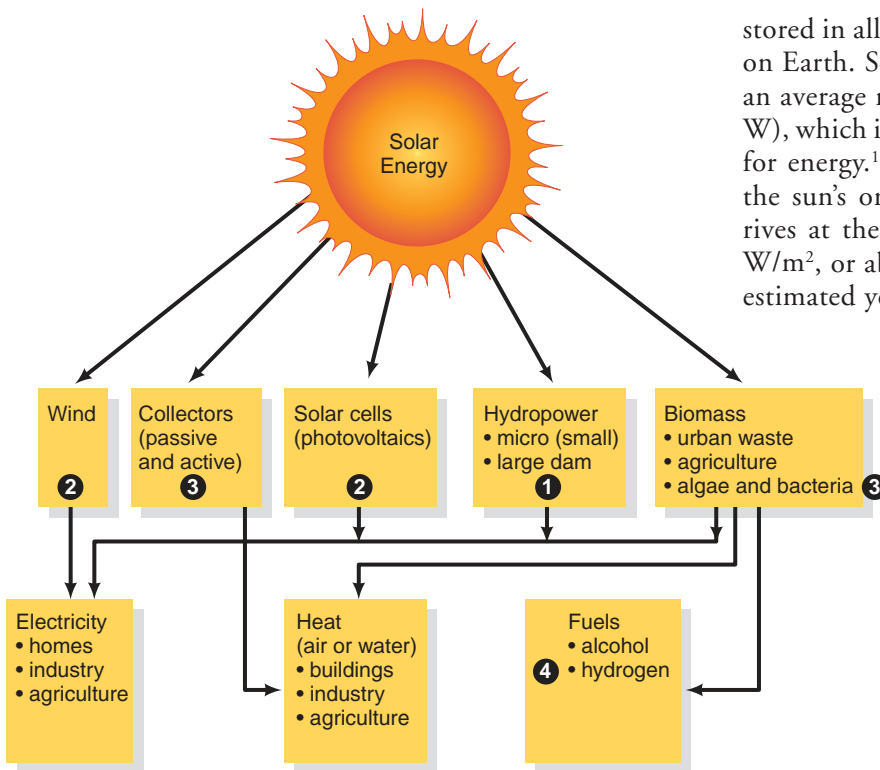 stored in all
on Earth. S
an average r
W), which i
for energy.¹
the sun's or
rives at the
W/m², or ab
estimated yo
Solar
Energy
Wind
2
Collectors
(passive
and active)
3
Solar cells
(photovoltaics)
2
Hydropower
• micro (small)
• large dam
1
Biomass
• urban waste
• agriculture
• algae and bacteria 3
Electricity
• homes
• industry
• agriculture
Heat
(air or water)
• buildings
• industry
• agriculture
Fuels
• alcohol
4 • hydrogen